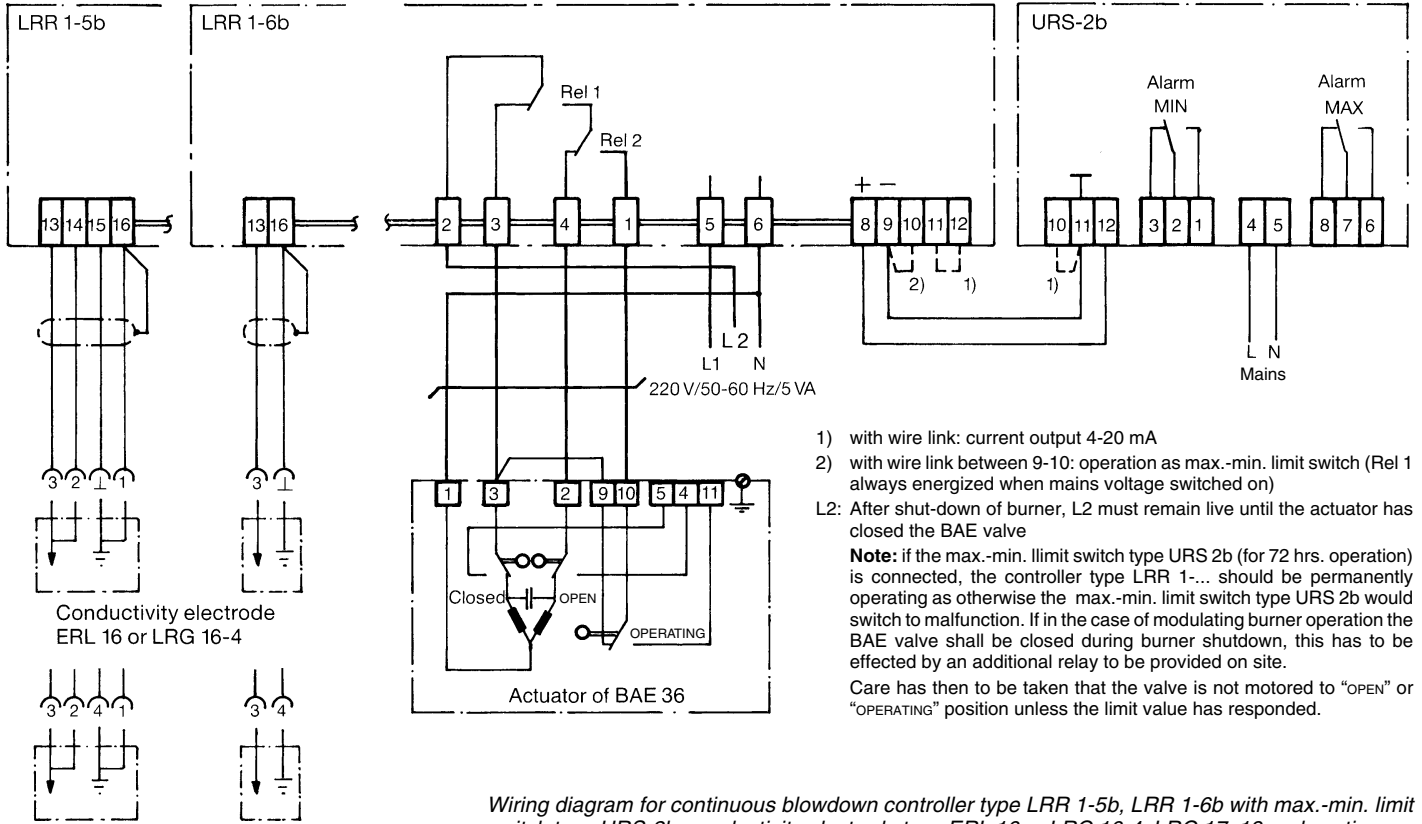 LRR 1-5b
LRR 1-6b
URS-2b
Rel 1
Rel 2
Alarm
MIN
Alarm
MAX
+ −
13 14 15 16
13 16
2 3 4 1 5 6
8 9 10 11 12
10 11 12
3 2 1
4 5
8 7 6
2)
1)
1)
L 2
L1
N
L N
Mains
220 V/50-60 Hz/5 VA
3 2 ⊥ 1
3 ⊥
1 3 2 9 10 5 4 11
Closed
OPEN
OPERATING
Actuator of BAE 36
Conductivity electrode
ERL 16 or LRG 16-4
3 2 4 1
3 4
1) with wire link: current output 4-20 mA
2) with wire link between 9-10: operation as max.-min. limit switch (Rel 1
always energized when mains voltage switched on)
L2: After shut-down of burner, L2 must remain live until the actuator has
closed the BAE valve
Note: if the max.-min. llimit switch type URS 2b (for 72 hrs. operation)
is connected, the controller type LRR 1-... should be permanently
operating as otherwise the max.-min. limit switch type URS 2b would
switch to malfunction. If in the case of modulating burner operation the
BAE valve shall be closed during burner shutdown, this has to be
effected by an additional relay to be provided on site.
Care has then to be taken that the valve is not motored to “OPEN” or
“OPERATING” position unless the limit value has responded.
Wiring diagram for continuous blowdown controller type LRR 1-5b, LRR 1-6b with max.-min. limit